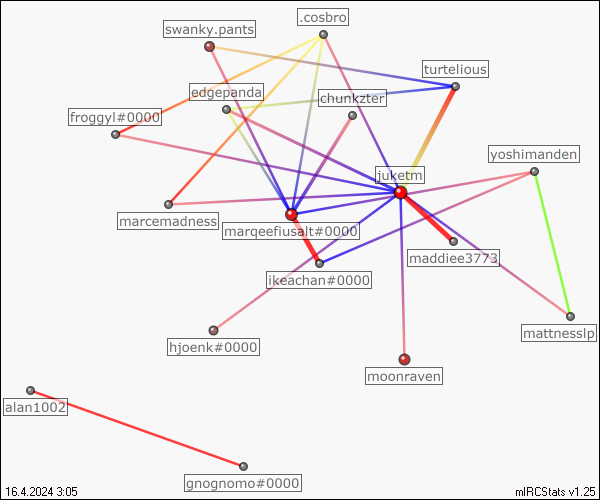 .cosbro
swanky.pants
turtelious
edgepanda
chunkzter
froggyl#0000
yoshimanden
juketm
marcemadness
marqeefiusalt#0000
maddiee3773
ikeachan#0000
mattnesslp
hjoenk#0000
moonraven
alan1002
gnognomo#0000
16.4.2024 3:05
mIRCStats v1.25